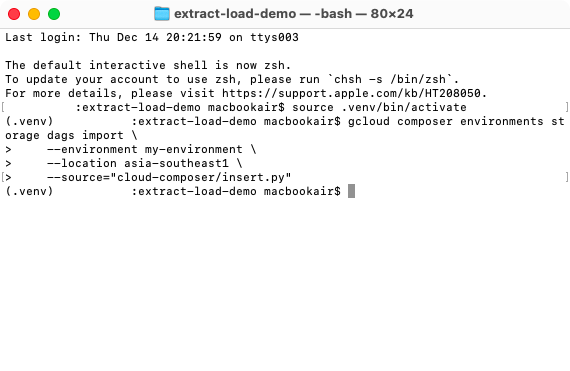 extract-load-demo — -bash — 80×24
Last login: Thu Dec 14 20:21:59 on ttys003
The default interactive shell is now zsh.
To update your account to use zsh, please run `chsh -s /bin/zsh`.
For more details, please visit https://support.apple.com/kb/HT208050.
[          :extract-load-demo macbookair$ source .venv/bin/activate ]
(.venv)          :extract-load-demo macbookair$ gcloud composer environments st
orage dags import \
>     --environment my-environment \
>     --location asia-southeast1 \
[>     --source="cloud-composer/insert.py" ]
(.venv)          :extract-load-demo macbookair$